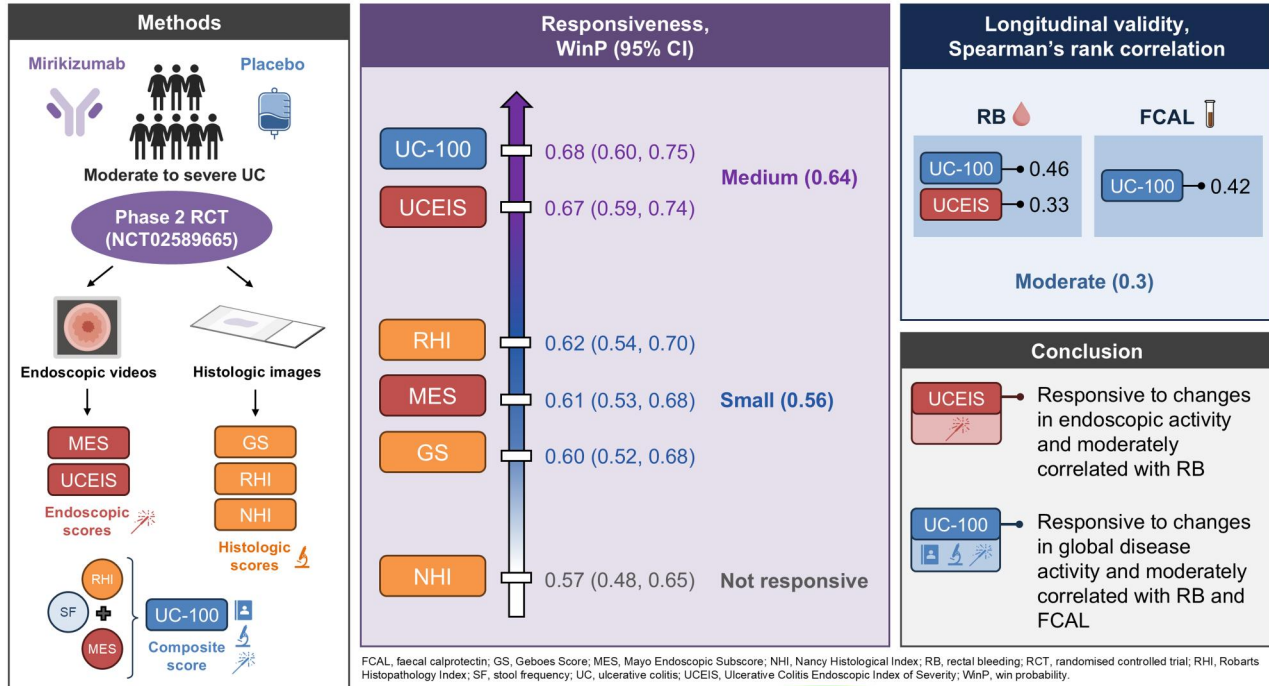 Methods
Mirikizumab
Placebo
Moderate to severe UC
Phase 2 RCT
(NCT02589665)
Endoscopic videos
Histologic images
MES
UCEIS
Endoscopic
scores
GS
RHI
NHI
Histologic
scores
RHI
SF
MES
UC-100
Composite
score
Responsiveness,
WinP (95% CI)
UC-100
0.68 (0.60, 0.75)
Medium (0.64)
UCEIS
0.67 (0.59, 0.74)
RHI
0.62 (0.54, 0.70)
MES
0.61 (0.53, 0.68)
Small (0.56)
GS
0.60 (0.52, 0.68)
NHI
0.57 (0.48, 0.65)
Not responsive
Longitudinal validity,
Spearman's rank correlation
RB
UC-100
0.46
UCEIS
0.33
FCAL
UC-100
0.42
Moderate (0.3)
Conclusion
UCEIS
Responsive to changes
in endoscopic activity
and moderately
correlated with RB
UC-100
Responsive to changes
in global disease
activity and moderately
correlated with RB and
FCAL
FCAL, faecal calprotectin; GS, Geboes Score; MES, Mayo Endoscopic Subscore; NHI, Nancy Histological Index; RB, rectal bleeding; RCT, randomised controlled trial; RHI, Robarts
Histopathology Index; SF, stool frequency; UC, ulcerative colitis; UCEIS, Ulcerative Colitis Endoscopic Index of Severity; WinP, win probability.